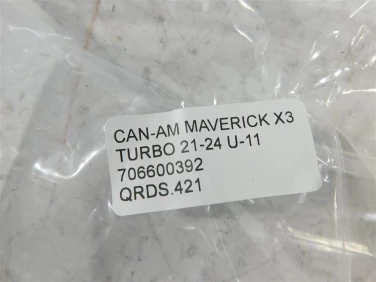 CAN-AM MAVERICK X3
TURBO 21-24 U-11
706600392
QRDS.421